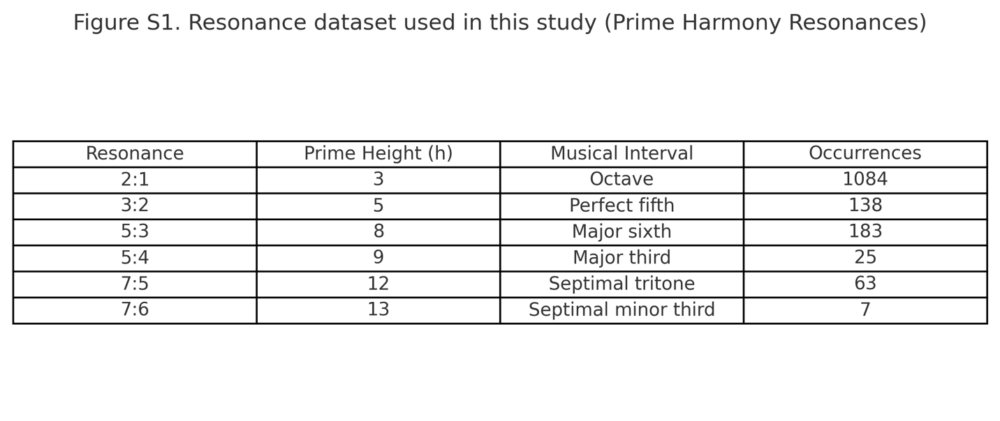 Figure S1. Resonance dataset used in this study (Prime Harmony Resonances)
Resonance Prime Height (h) Musical Interval Occurrences
2:1 3 Octave 1084
3:2 5 Perfect fifth 138
5:3 8 Major sixth 183
5:4 9 Major third 25
7:5 12 Septimal tritone 63
7:6 13 Septimal minor third 7